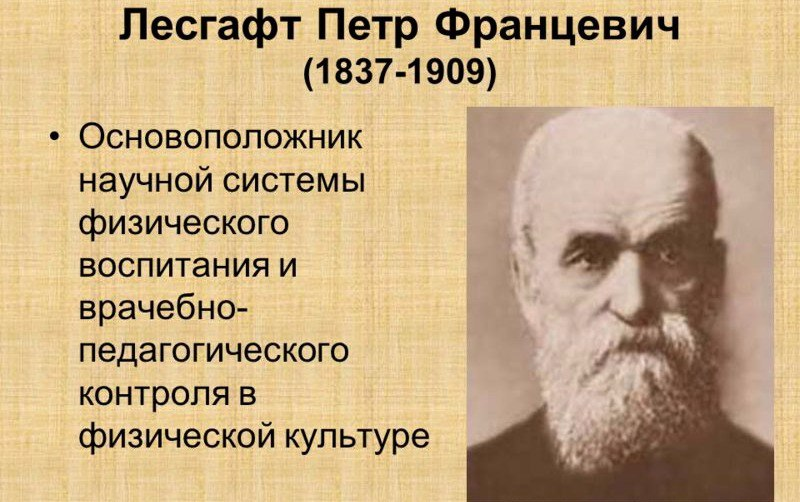 Лесгафт Петр Францевич
(1837-1909)
• Основоположник
научной системы
физического
воспитания и
врачебно-
педагогического
контроля в
физической культуре